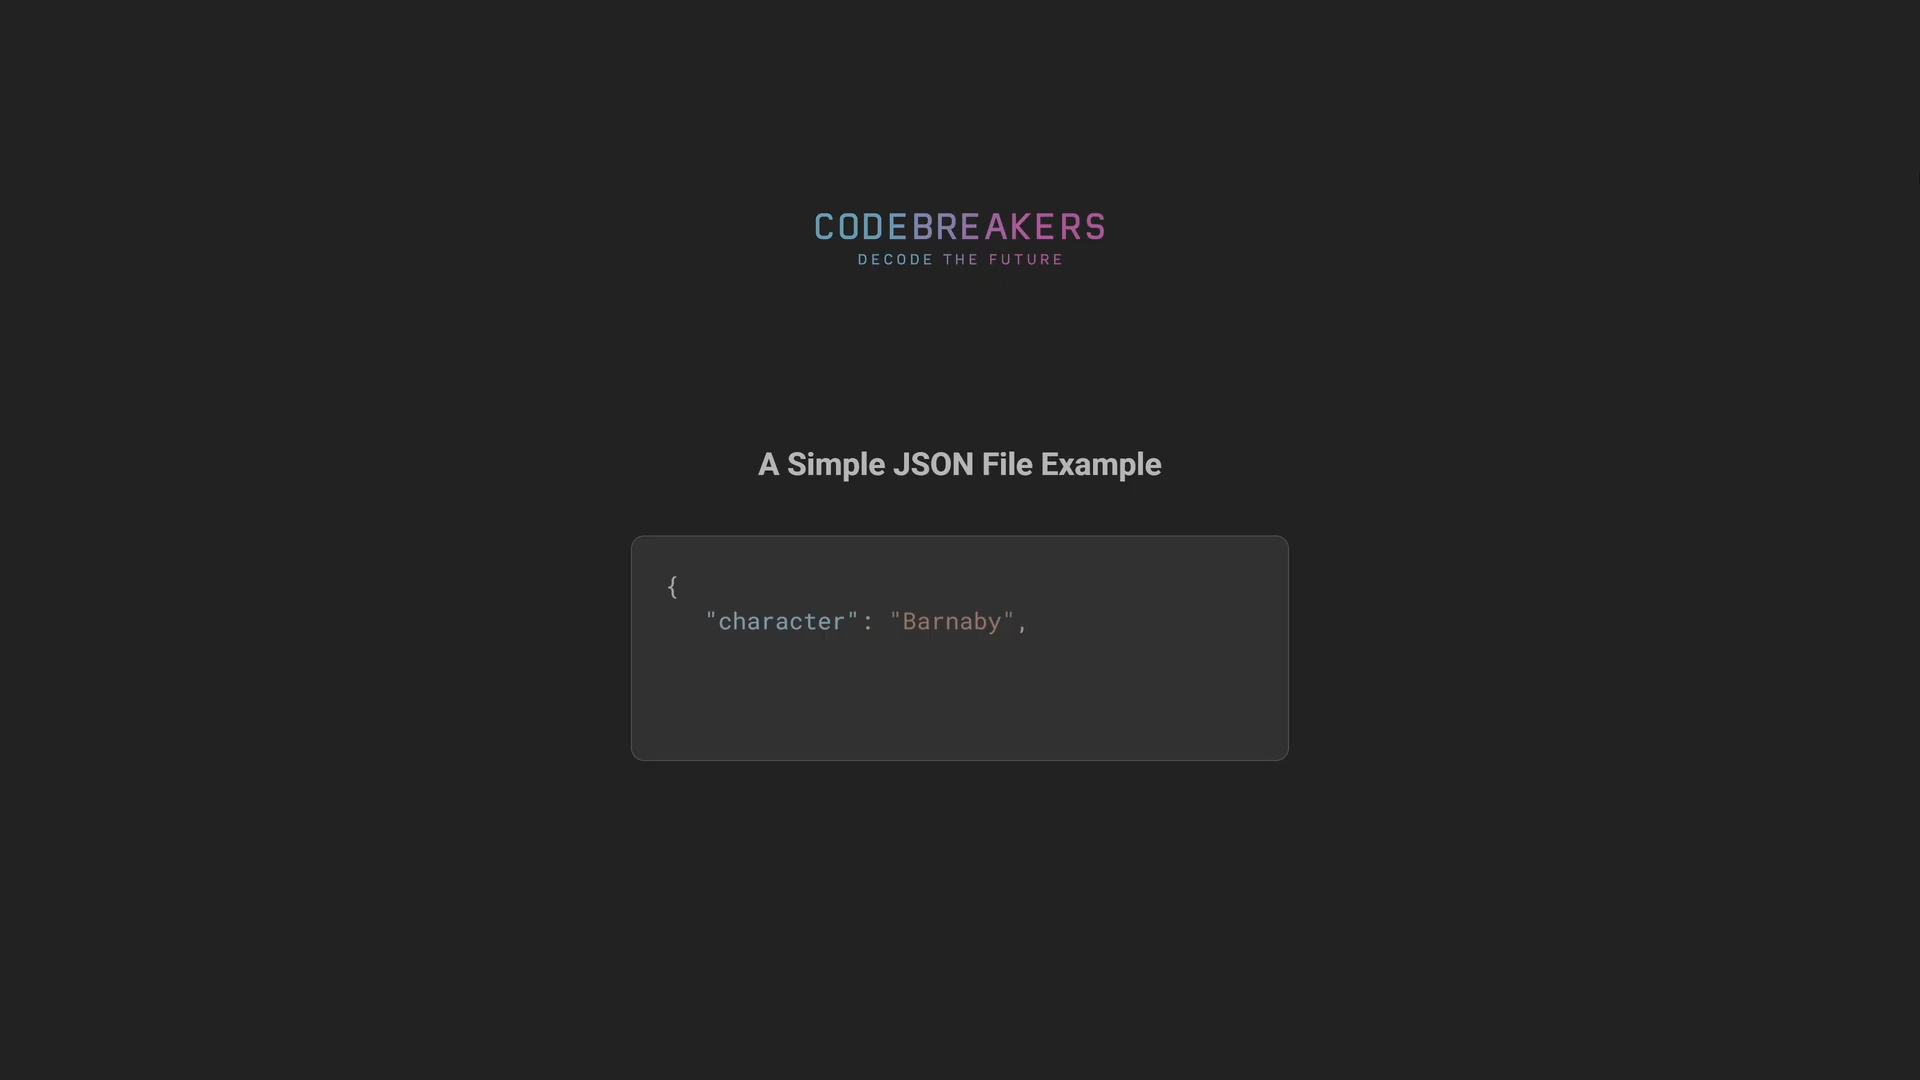 CODEBREAKERS
DECODE THE FUTURE
A Simple JSON File Example
{
"character": "Barnaby",